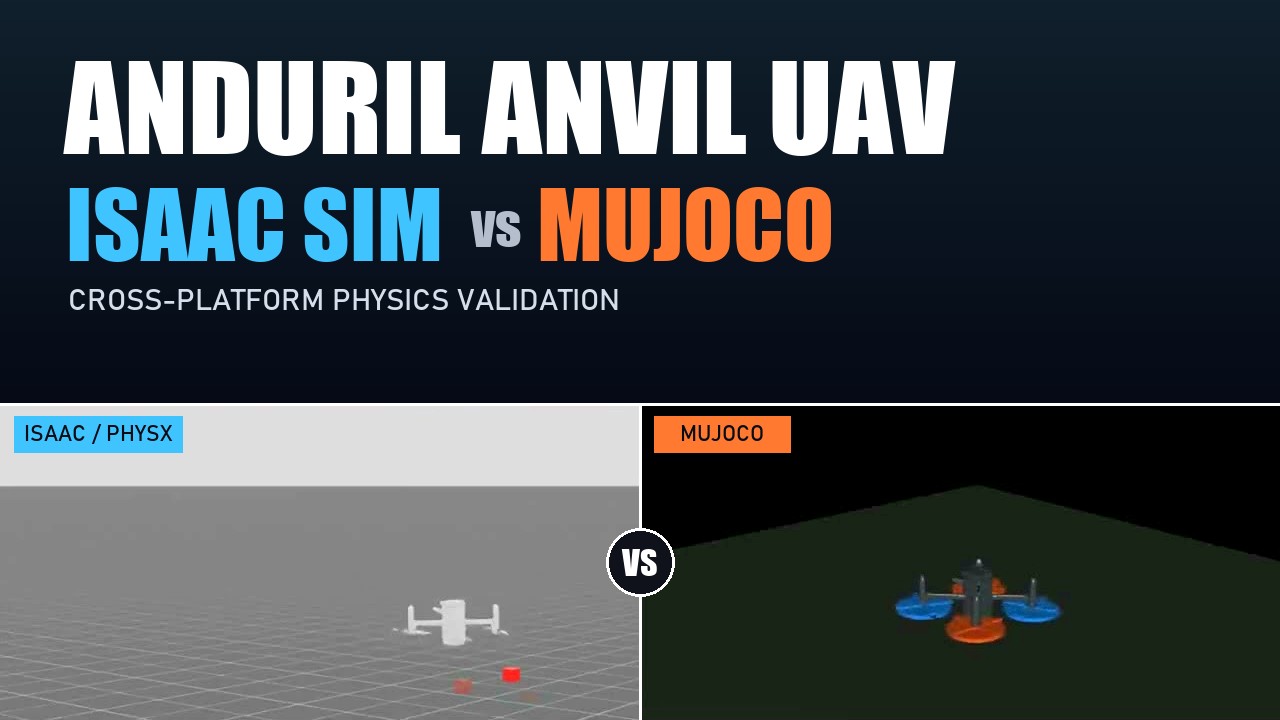 ANDURIL ANVIL UAV
ISAAC SIM VS MUJOCO
CROSS-PLATFORM PHYSICS VALIDATION
ISAAC / PHYSX
MUJOCO
VS